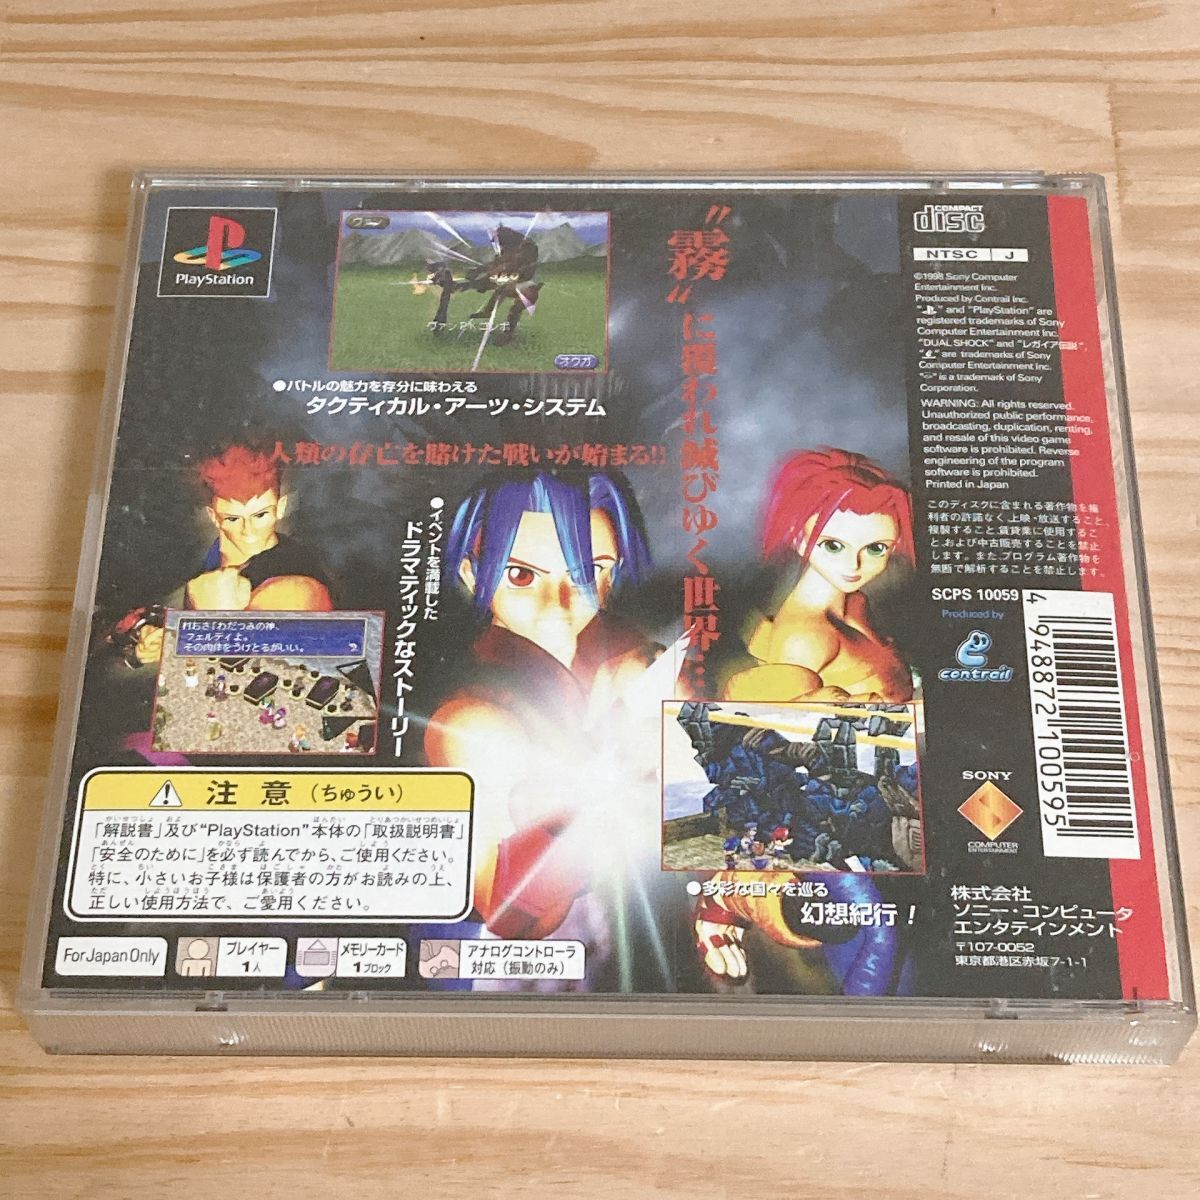 PlayStation
ヴァン
ヴァンPKコンボ！
オウガ
●バトルの魅力を存分に味わえる
タクティカル・アーツ・システム
"霧"に覆われ滅びゆく世界…
人類の存亡を賭けた戦いが始まる!!
●イベントを満載した
ドラマティックなストーリー
村おさ「わだつみの神、
フェルテイよ。
その肉体をうけとるがいい。
●多彩な国々を巡る
幻想紀行！
注意（ちゅうい）
「解説書」及び"PlayStation"本体の「取扱説明書」
「安全のために」を必ず読んでから、ご使用ください。
特に、小さいお子様は保護者の方がお読みの上、
正しい使用方法で、ご愛用ください。
For Japan Only
プレイヤー
1人
メモリーカード
1ブロック
アナログコントローラ
対応（振動のみ）
COMPACT
disc
NTSC J
©1998 Sony Computer
Entertainment Inc.
Produced by Contrail Inc.
" " and "PlayStation" are
registered trademarks of Sony
Computer Entertainment Inc.
"DUAL SHOCK" and "レガイア伝説",
" " are trademarks of Sony
Computer Entertainment Inc.
" " is a trademark of Sony
Corporation.
WARNING: All rights reserved.
Unauthorized public performance,
broadcasting, duplication, renting,
and resale of this video game
software is prohibited. Reverse
engineering of the program
software is prohibited.
Printed in Japan
このディスクに含まれる著作物を権
利者の許諾なく、上映・放送すること、
複製すること、賃貸業に使用するこ
と、および中古販売することを禁止
します。また、プログラム著作物を
無断で解析することを禁止します。
SCPS 10059
Produced by
contrail
4 948872 100595
SONY
COMPUTER
ENTERTAINMENT
株式会社
ソニー・コンピュータ
エンタテインメント
〒107-0052
東京都港区赤坂7-1-1